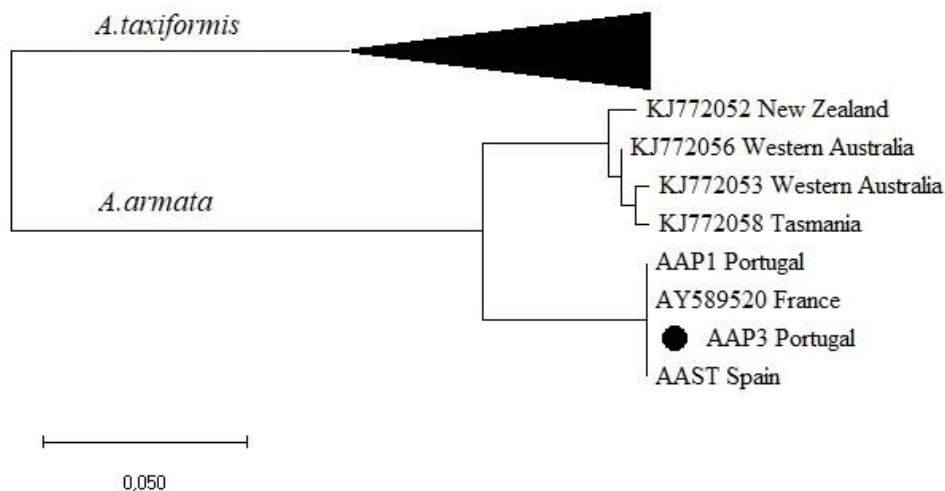 A.taxiformis
KJ772052 New Zealand
KJ772056 Western Australia
KJ772053 Western Australia
A.armata
KJ772058 Tasmania
AAP1 Portugal
AY589520 France
AAP3 Portugal
AAST Spain
0,050